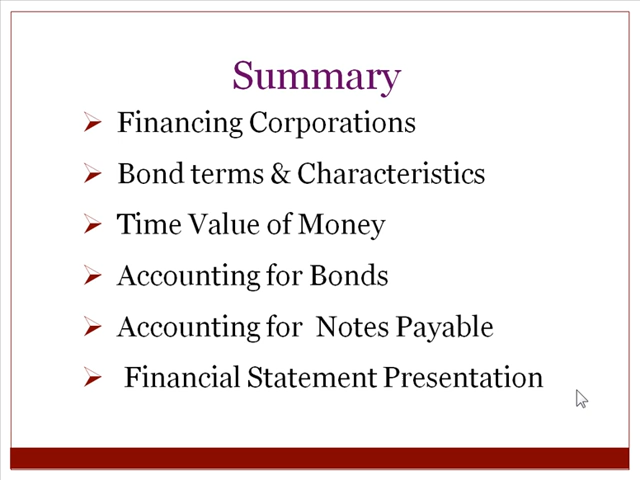 Summary
Financing Corporations
Bond terms & Characteristics
Time Value of Money
Accounting for Bonds
Accounting for Notes Payable
Financial Statement Presentation